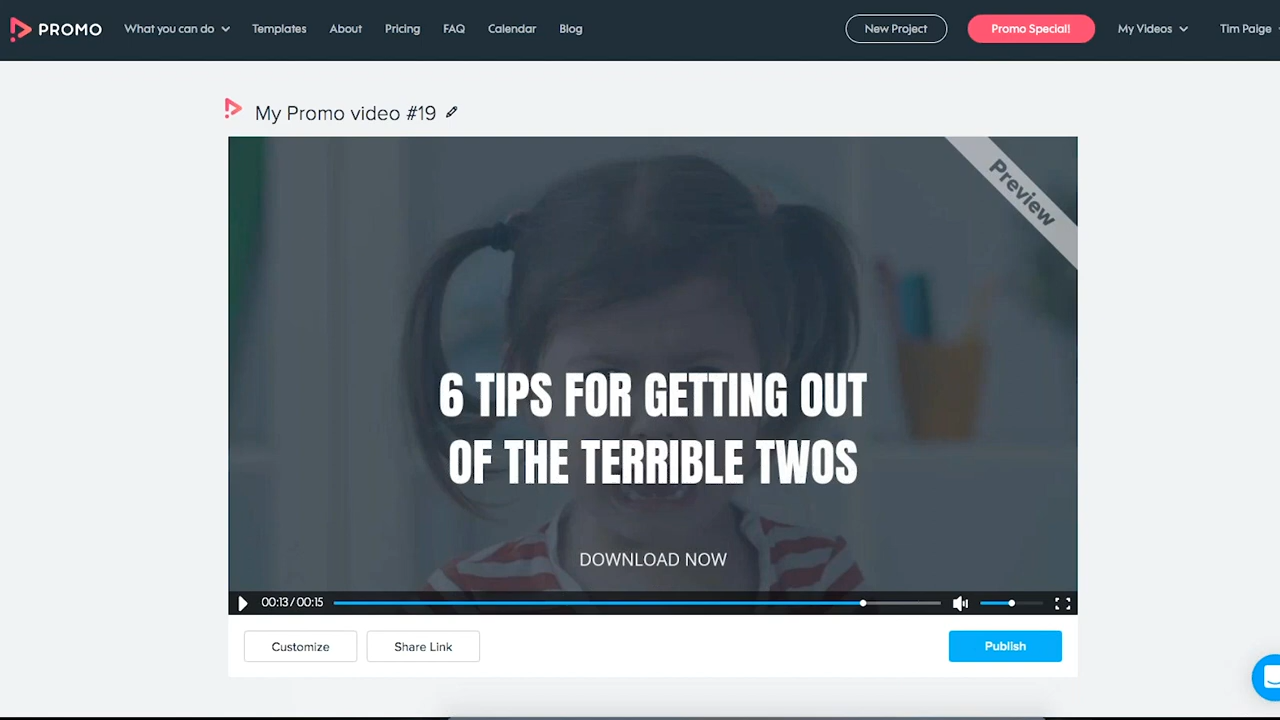 PROMO
What you can do
Templates
About
Pricing
FAQ
Calendar
Blog
New Project
Promo Special!
My Videos
Tim Paige
My Promo video #19
Preview
6 TIPS FOR GETTING OUT
OF THE TERRIBLE TWOS
DOWNLOAD NOW
00:13/00:15
Customize
Share Link
Publish